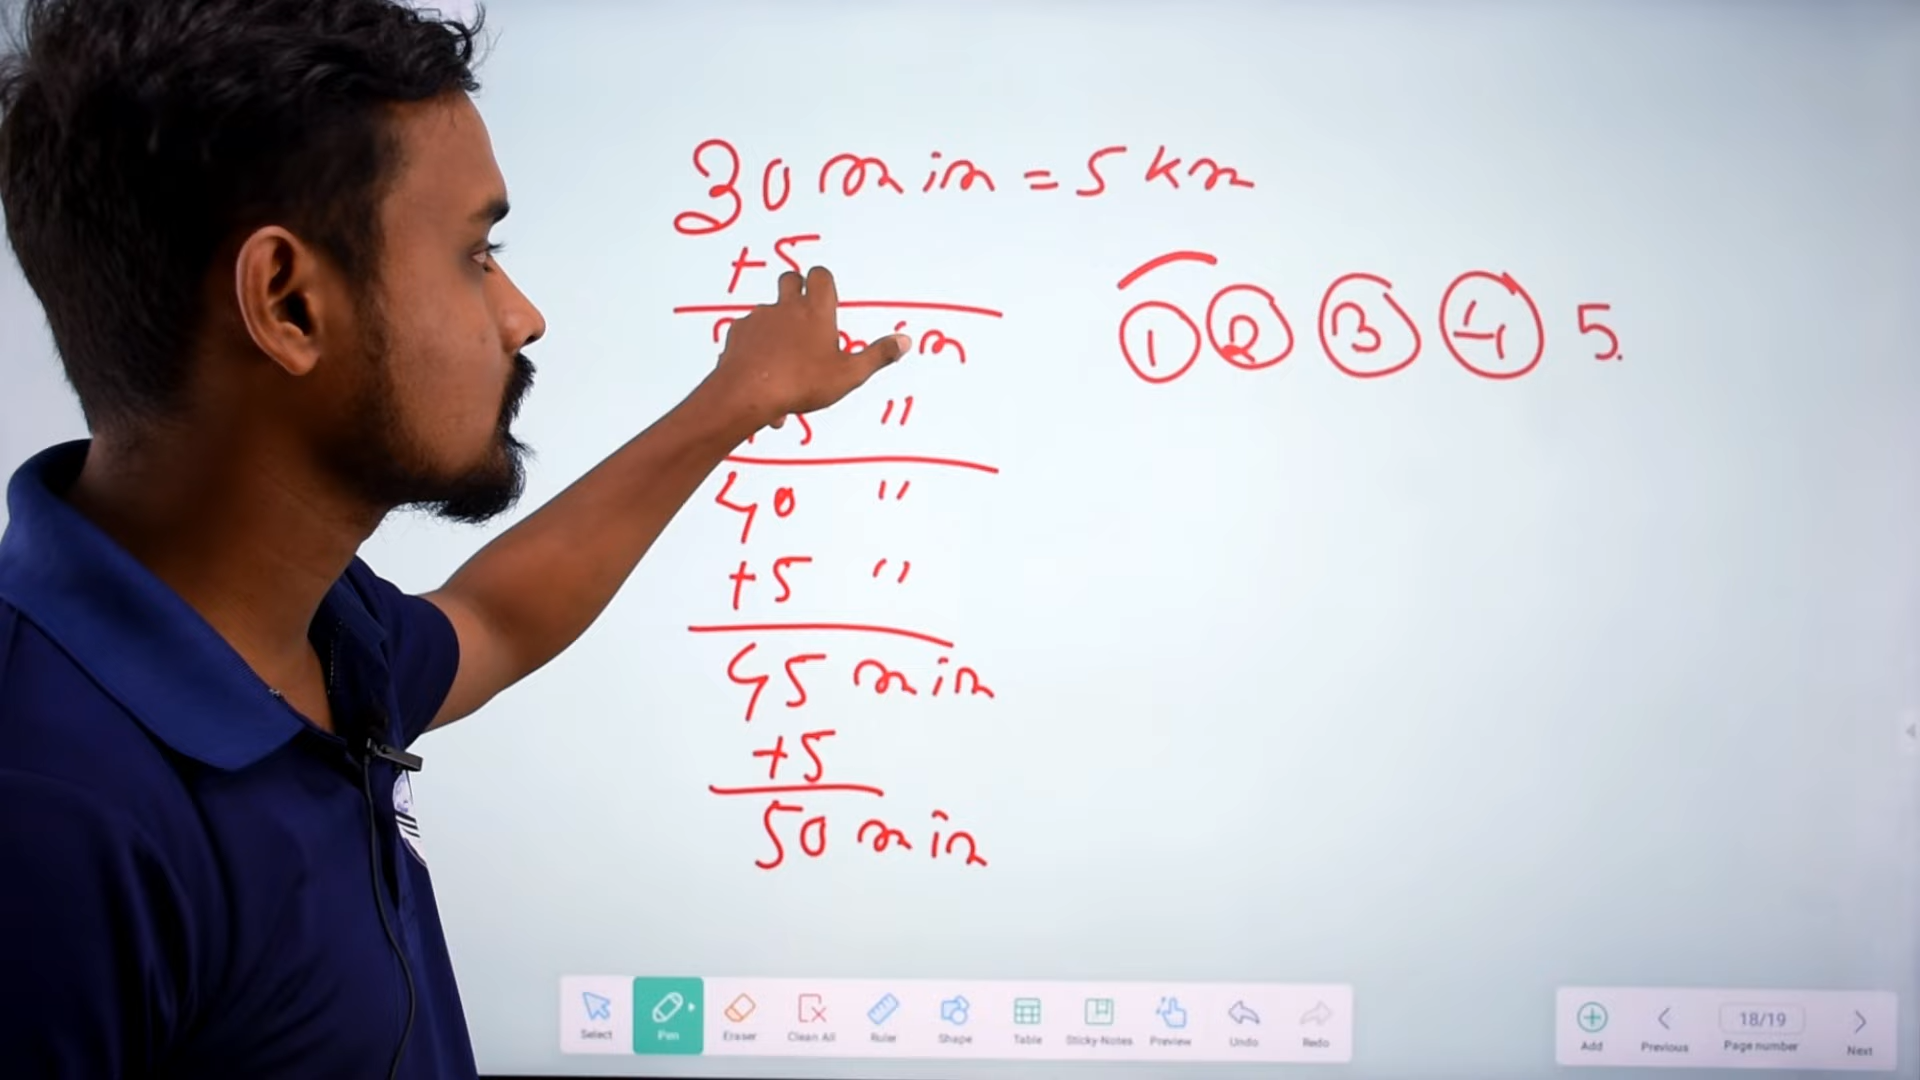 30 min = 5 km
+5
min
5 "
40 "
+5 "
45 min
+5
50 min
1 2 3 4 5.
Select
Pen
Eraser
Clean All
Ruler
Shape
Table
Sticky-Notes
Preview
Undo
Redo
Add
Previous
18/19
Page number
Next